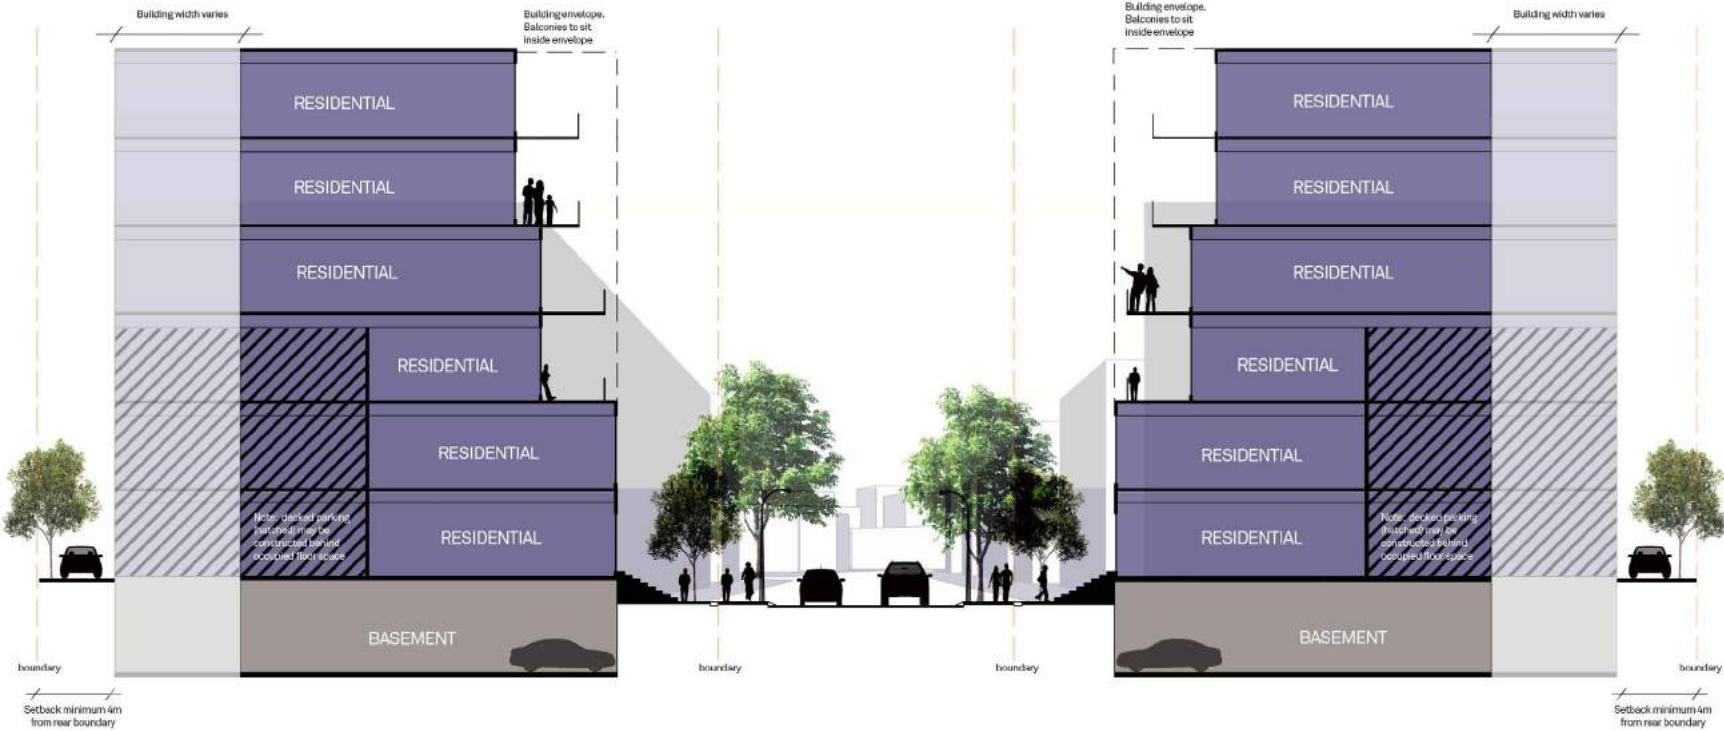 Building width varies
Building envelope.
Balconies to sit
inside envelope
Building envelope.
Balconies to sit
inside envelope
Building width varies
RESIDENTIAL
RESIDENTIAL
RESIDENTIAL
RESIDENTIAL
RESIDENTIAL
RESIDENTIAL
RESIDENTIAL
RESIDENTIAL
RESIDENTIAL
RESIDENTIAL
RESIDENTIAL
RESIDENTIAL
Note: decked parking
(hatched) may be
constructed behind
occupied floor space
Note: decked parking
(hatched) may be
constructed behind
occupied floor space
BASEMENT
BASEMENT
boundary
boundary
boundary
boundary
Setback minimum 4m
from rear boundary
Setback minimum 4m
from rear boundary